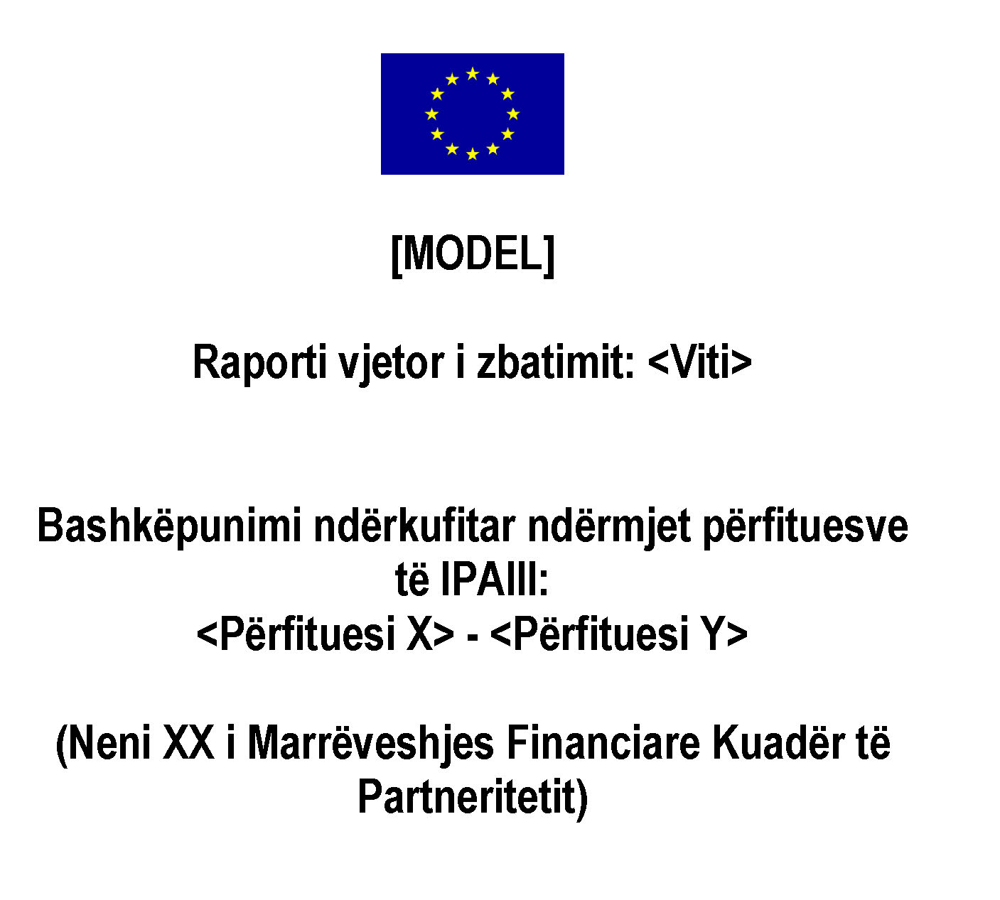 [MODEL]
Raporti vjetor i zbatimit: <Viti>
Bashkëpunimi ndërkufitar ndërmjet përfituesve
të IPAIII:
<Përfituesi X> - <Përfituesi Y>
(Neni XX i Marrëveshjes Financiare Kuadër të
Partneritetit)